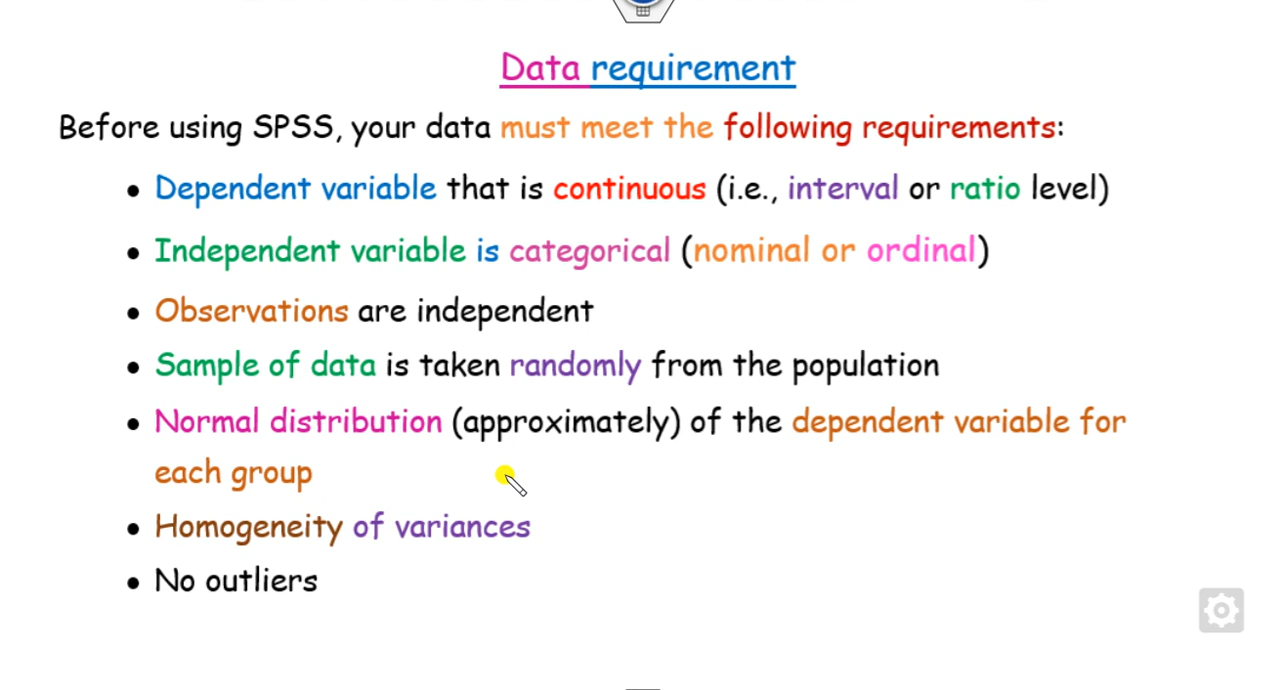 Data requirement
Before using SPSS, your data must meet the following requirements:
• Dependent variable that is continuous (i.e., interval or ratio level)
• Independent variable is categorical (nominal or ordinal)
• Observations are independent
• Sample of data is taken randomly from the population
• Normal distribution (approximately) of the dependent variable for
each group
• Homogeneity of variances
• No outliers